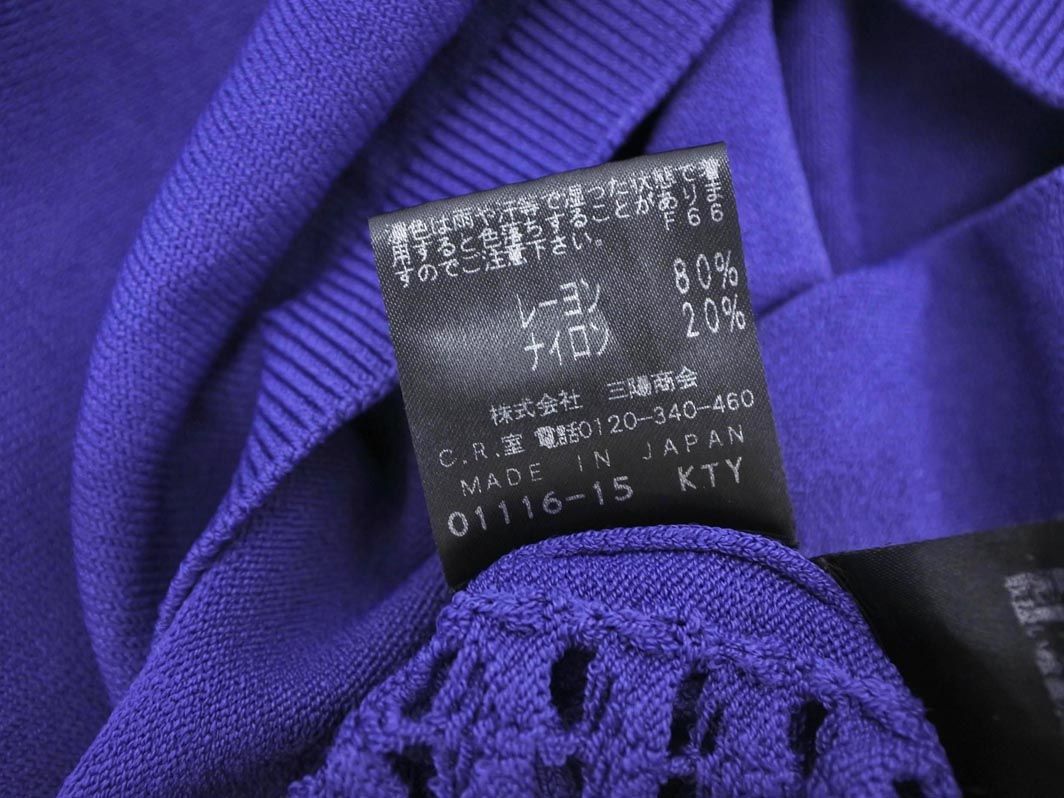 濃色は雨や汗等で湿った状態で着
用すると色落ちすることがありま
すのでご注意下さい。 F66
レーヨン 80%
ナイロン 20%
株式会社 三陽商会
C.R.室 電話0120-340-460
MADE IN JAPAN
01116-15 KTY